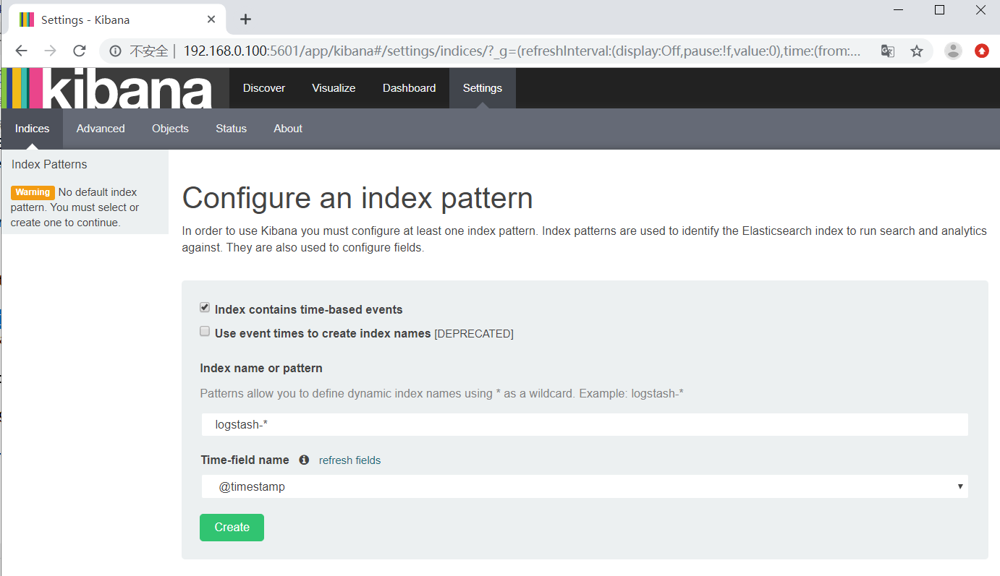 Settings - Kibana
不安全 | 192.168.0.100:5601/app/kibana#/settings/indices/?_g=(refreshInterval:(display:Off,pause:!f,value:0),time:(from:...
kibana Discover Visualize Dashboard Settings
Indices Advanced Objects Status About
Index Patterns
Warning No default index
pattern. You must select or
create one to continue.
Configure an index pattern
In order to use Kibana you must configure at least one index pattern. Index patterns are used to identify the Elasticsearch index to run search and analytics
against. They are also used to configure fields.
Index contains time-based events
Use event times to create index names [DEPRECATED]
Index name or pattern
Patterns allow you to define dynamic index names using * as a wildcard. Example: logstash-*
logstash-*
Time-field name refresh fields
@timestamp
Create